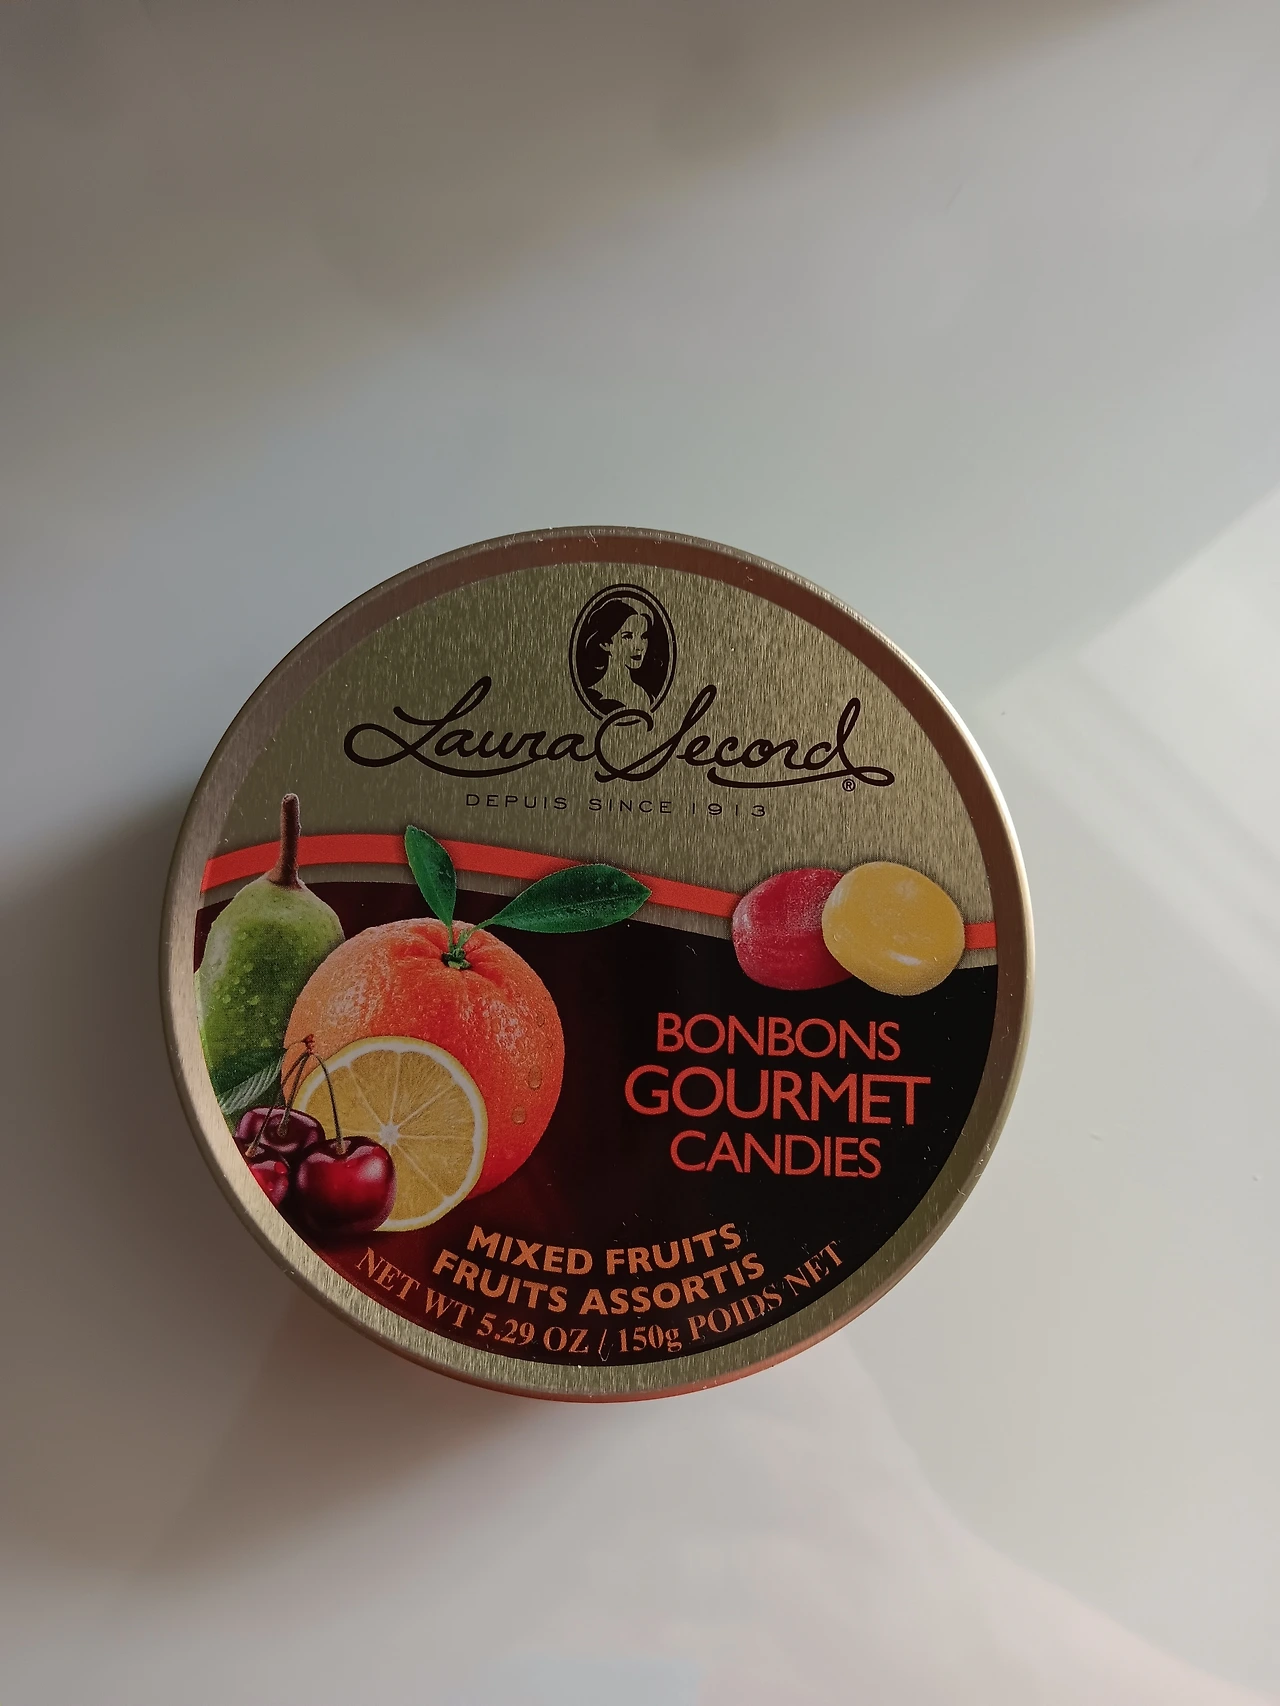 Laura Secord®
DEPUIS SINCE 1913
BONBONS
GOURMET
CANDIES
MIXED FRUITS
FRUITS ASSORTIS
NET WT 5.29 OZ / 150g POIDS NET